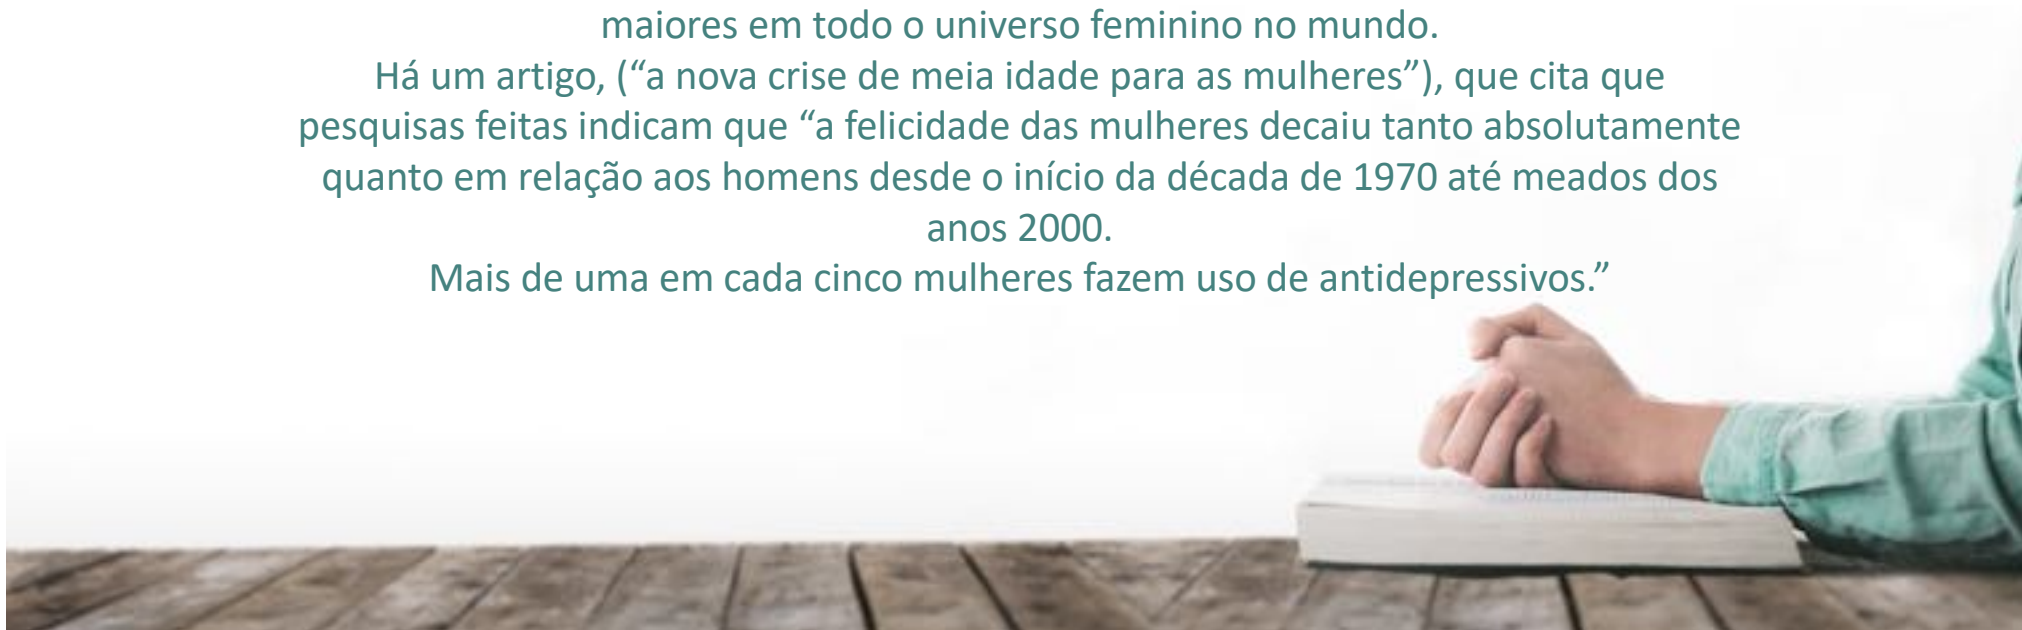 maiores em todo o universo feminino no mundo.
Há um artigo, (“a nova crise de meia idade para as mulheres”), que cita que
pesquisas feitas indicam que “a felicidade das mulheres decaiu tanto absolutamente
quanto em relação aos homens desde o início da década de 1970 até meados dos
anos 2000.
Mais de uma em cada cinco mulheres fazem uso de antidepressivos.”